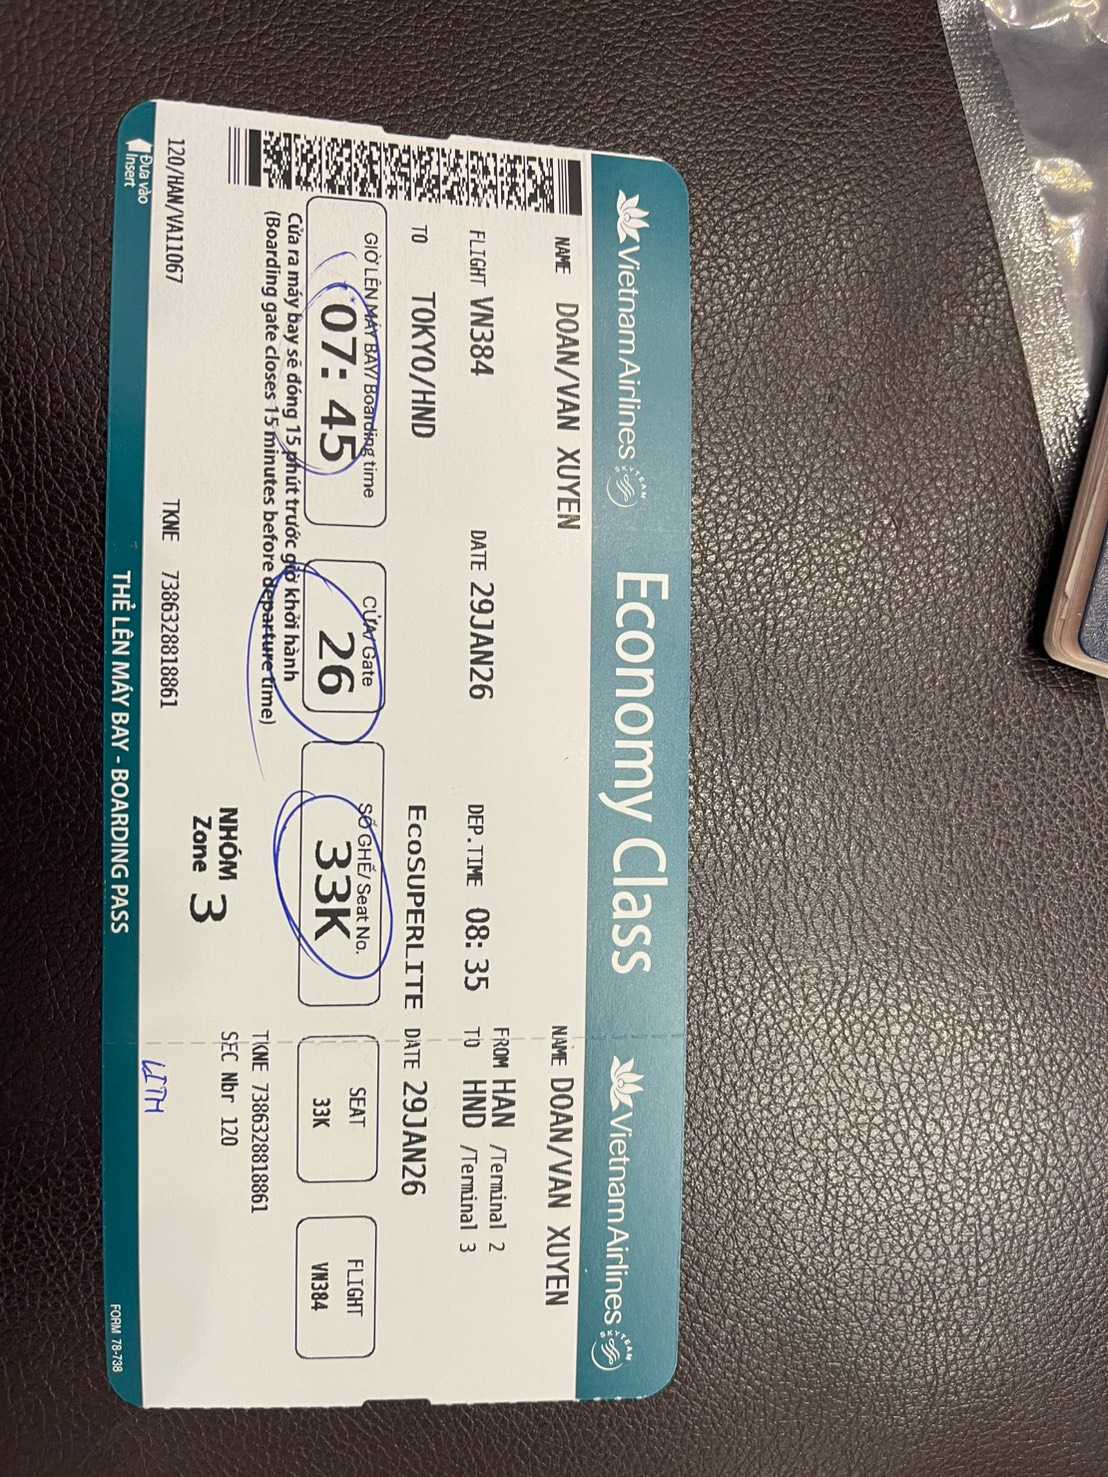 VietnamAirlines SKYTEAM Economy Class VietnamAirlines SKYTEAM
NAME DOAN/VAN XUYEN
FLIGHT VN384 DATE 29JAN26 DEP.TIME 08:35
TO TOKYO/HND EcoSUPERLITE
GIỜ LÊN MÁY BAY/ Boarding time
07:45
CỬA/ Gate
26
SỐ GHẾ/ Seat No.
33K
Cửa ra máy bay sẽ đóng 15 phút trước giờ khởi hành
(Boarding gate closes 15 minutes before departure time)
NHÓM
Zone 3
120/HAN/VA11067 TKNE 7386328818861
Đưa vào
Insert
THẺ LÊN MÁY BAY - BOARDING PASS
NAME DOAN/VAN XUYEN
FROM HAN /Terminal 2
TO HND /Terminal 3
DATE 29JAN26
SEAT
33K
FLIGHT
VN384
TKNE 7386328818861
SEC Nbr 120
FORM 78-738